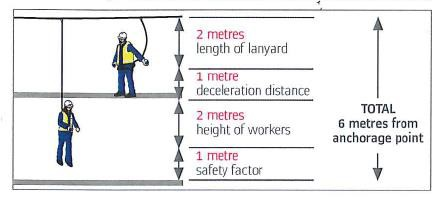 2 metres
length of lanyard
1 metre
deceleration distance
2 metres
height of workers
1 metre
safety factor
TOTAL
6 metres from
anchorage point